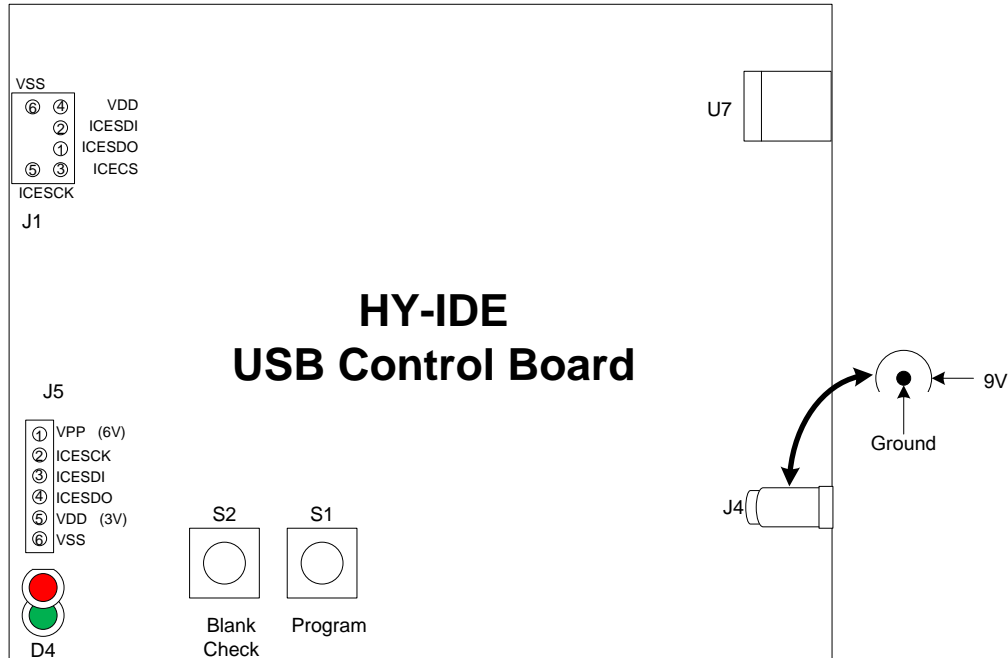 VSS
⑥ ④ VDD
② ICESDI
① ICESDO
⑤ ③ ICECS
ICESCK
J1
U7
HY-IDE
USB Control Board
9V
Ground
J4
J5
① VPP (6V)
② ICESCK
③ ICESDI
④ ICESDO
⑤ VDD (3V)
⑥ VSS
D4
S2
S1
Blank
Check
Program